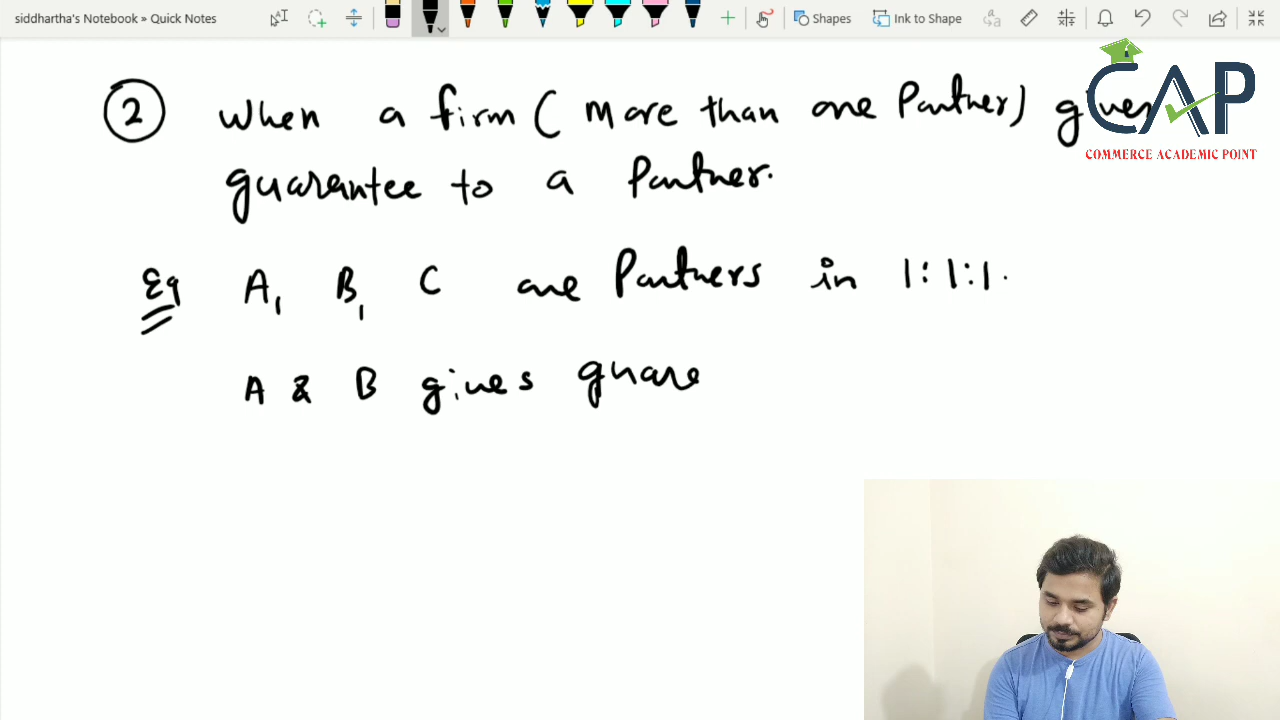 siddhartha's Notebook » Quick Notes
Shapes
Ink to Shape
CAP
COMMERCE ACADEMIC POINT
② When a firm ( More than one Partner) gives
guarantee to a Partner.
Eg A, B, C are Partners in 1:1:1.
A & B gives guare